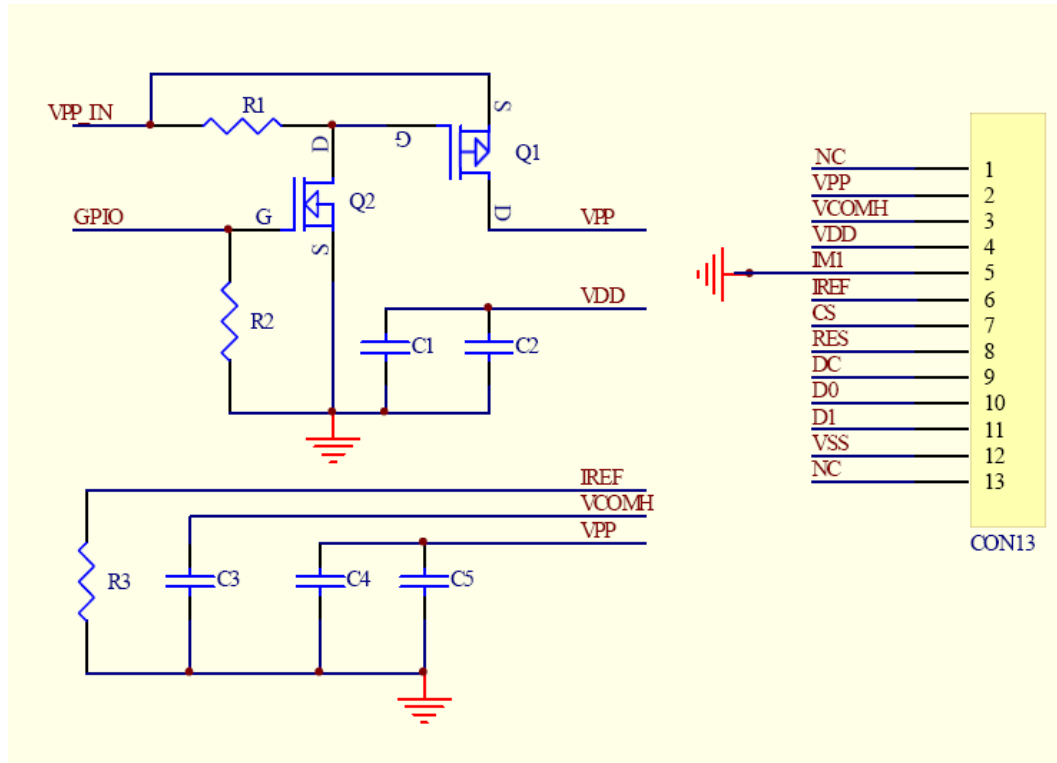 VPP_IN
R1
S
D
G
Q1
Q2
GPIO
G
S
D
VPP
R2
VDD
C1
C2
IREF
VCOMH
VPP
R3
C3
C4
C5
NC 1
VPP 2
VCOMH 3
VDD 4
IM1 5
IREF 6
CS 7
RES 8
DC 9
D0 10
D1 11
VSS 12
NC 13
CON13